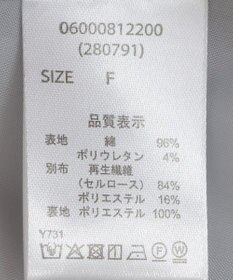 06000812200
(280791)
SIZE F
品質表示
表地 綿 96%
ポリウレタン 4%
別布 再生繊維
(セルロース) 84%
ポリエステル 16%
裏地 ポリエステル 100%
Y731